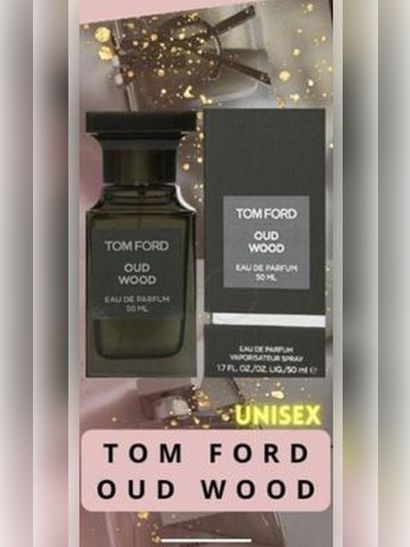 TOM FORD
OUD
WOOD
EAU DE PARFUM
50 ML
TOM FORD
OUD
WOOD
EAU DE PARFUM
50 ML
EAU DE PARFUM
VAPORISATEUR SPRAY
1.7 FL. OZ./OZ. LIQ./50 ml e
UNISEX
TOM FORD
OUD WOOD